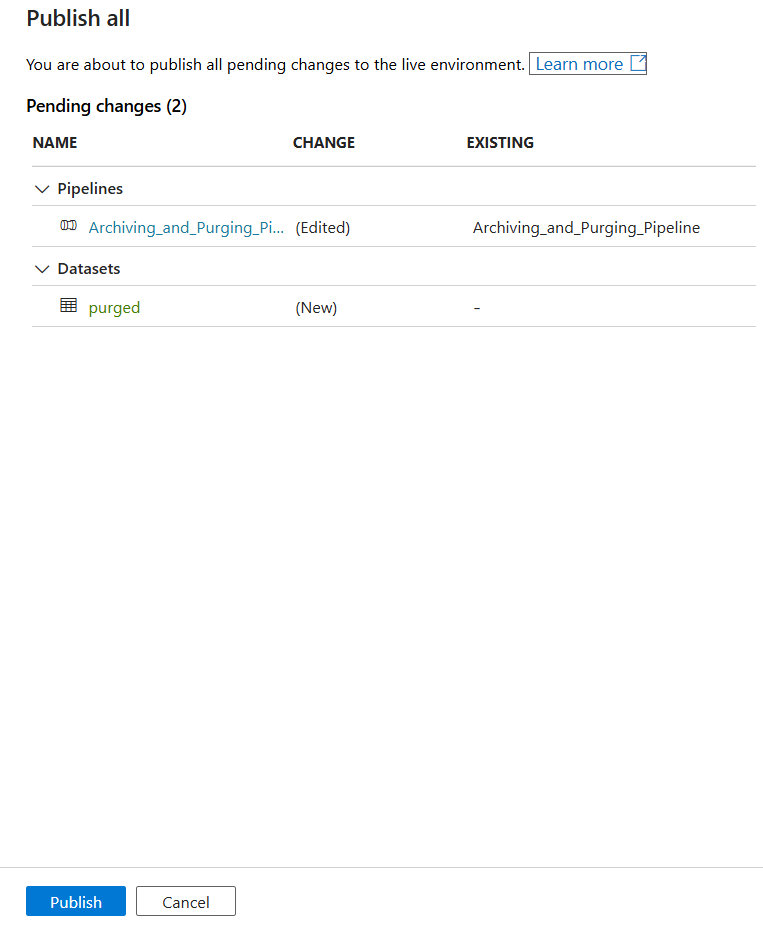 Publish all
You are about to publish all pending changes to the live environment. Learn more
Pending changes (2)
NAME CHANGE EXISTING
Pipelines
Archiving_and_Purging_Pi... (Edited) Archiving_and_Purging_Pipeline
Datasets
purged (New) -
Publish Cancel